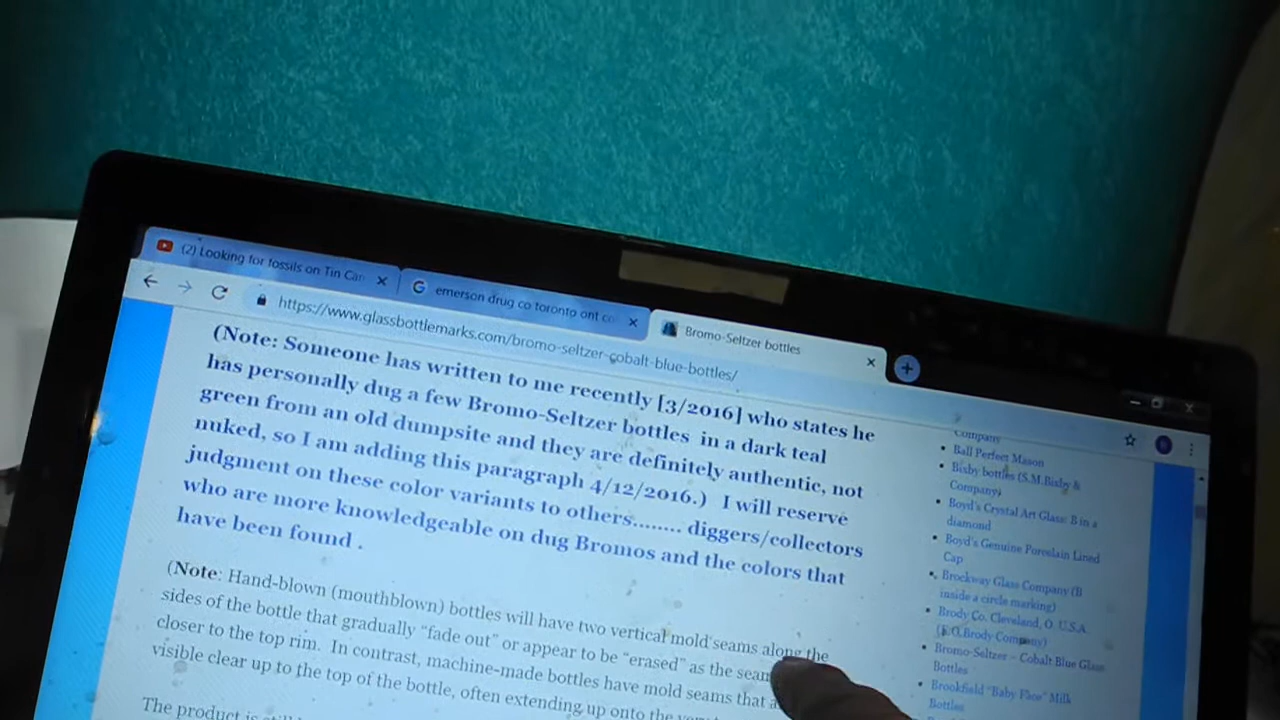 (2) Looking for fossils on Tin Can
emerson drug co toronto ont co
Bromo-Seltzer bottles
https://www.glassbottlemarks.com/bromo-seltzer-cobalt-blue-bottles/
(Note: Someone has written to me recently [3/2016] who states he
has personally dug a few Bromo-Seltzer bottles in a dark teal
green from an old dumpsite and they are definitely authentic, not
nuked, so I am adding this paragraph 4/12/2016.) I will reserve
judgment on these color variants to others........ diggers/collectors
who are more knowledgeable on dug Bromos and the colors that
have been found .
(Note: Hand-blown (mouthblown) bottles will have two vertical mold seams along the
sides of the bottle that gradually “fade out” or appear to be “erased” as the seam
closer to the top rim. In contrast, machine-made bottles have mold seams that a
visible clear up to the top of the bottle, often extending up onto the
The product is
Company
Ball Perfect Mason
Bixby bottles (S.M.Bixby &
Company)
Boyd's Crystal Art Glass: B in a
diamond
Boyd's Genuine Porcelain Lined
Cap
Brockway Glass Company (B
inside a circle marking)
Brody Co. Cleveland, O. U.S.A.
(E.O.Brody Company)
Bromo-Seltzer – Cobalt Blue Glass
Bottles
Brookfield “Baby Face” Milk
Bottles